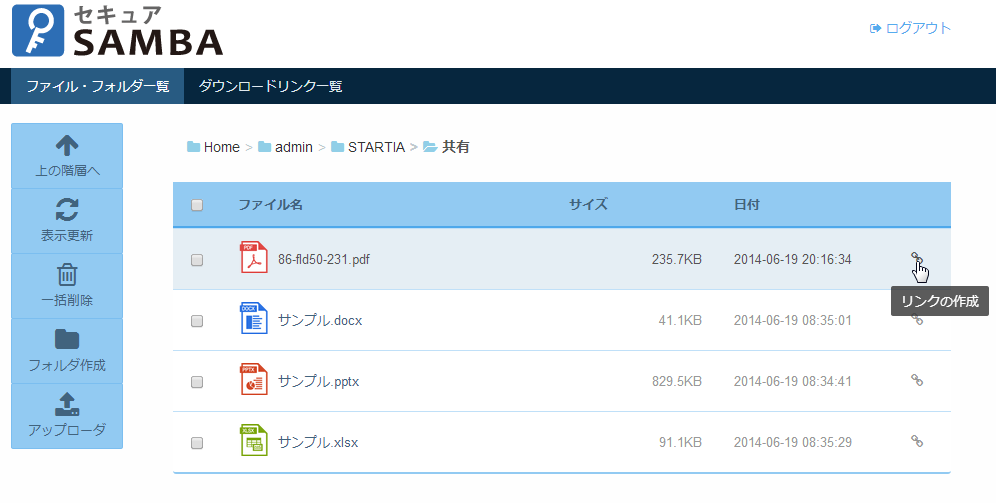 セキュア
SAMBA
ログアウト
ファイル・フォルダ一覧 ダウンロードリンク一覧
上の階層へ
表示更新
一括削除
フォルダ作成
アップローダ
Home > admin > STARTIA > 共有
ファイル名 サイズ 日付
PDF 86-fld50-231.pdf 235.7KB 2014-06-19 20:16:34
リンクの作成
DOCX サンプル.docx 41.1KB 2014-06-19 08:35:01
PPTX サンプル.pptx 829.5KB 2014-06-19 08:34:41
XLSX サンプル.xlsx 91.1KB 2014-06-19 08:35:29